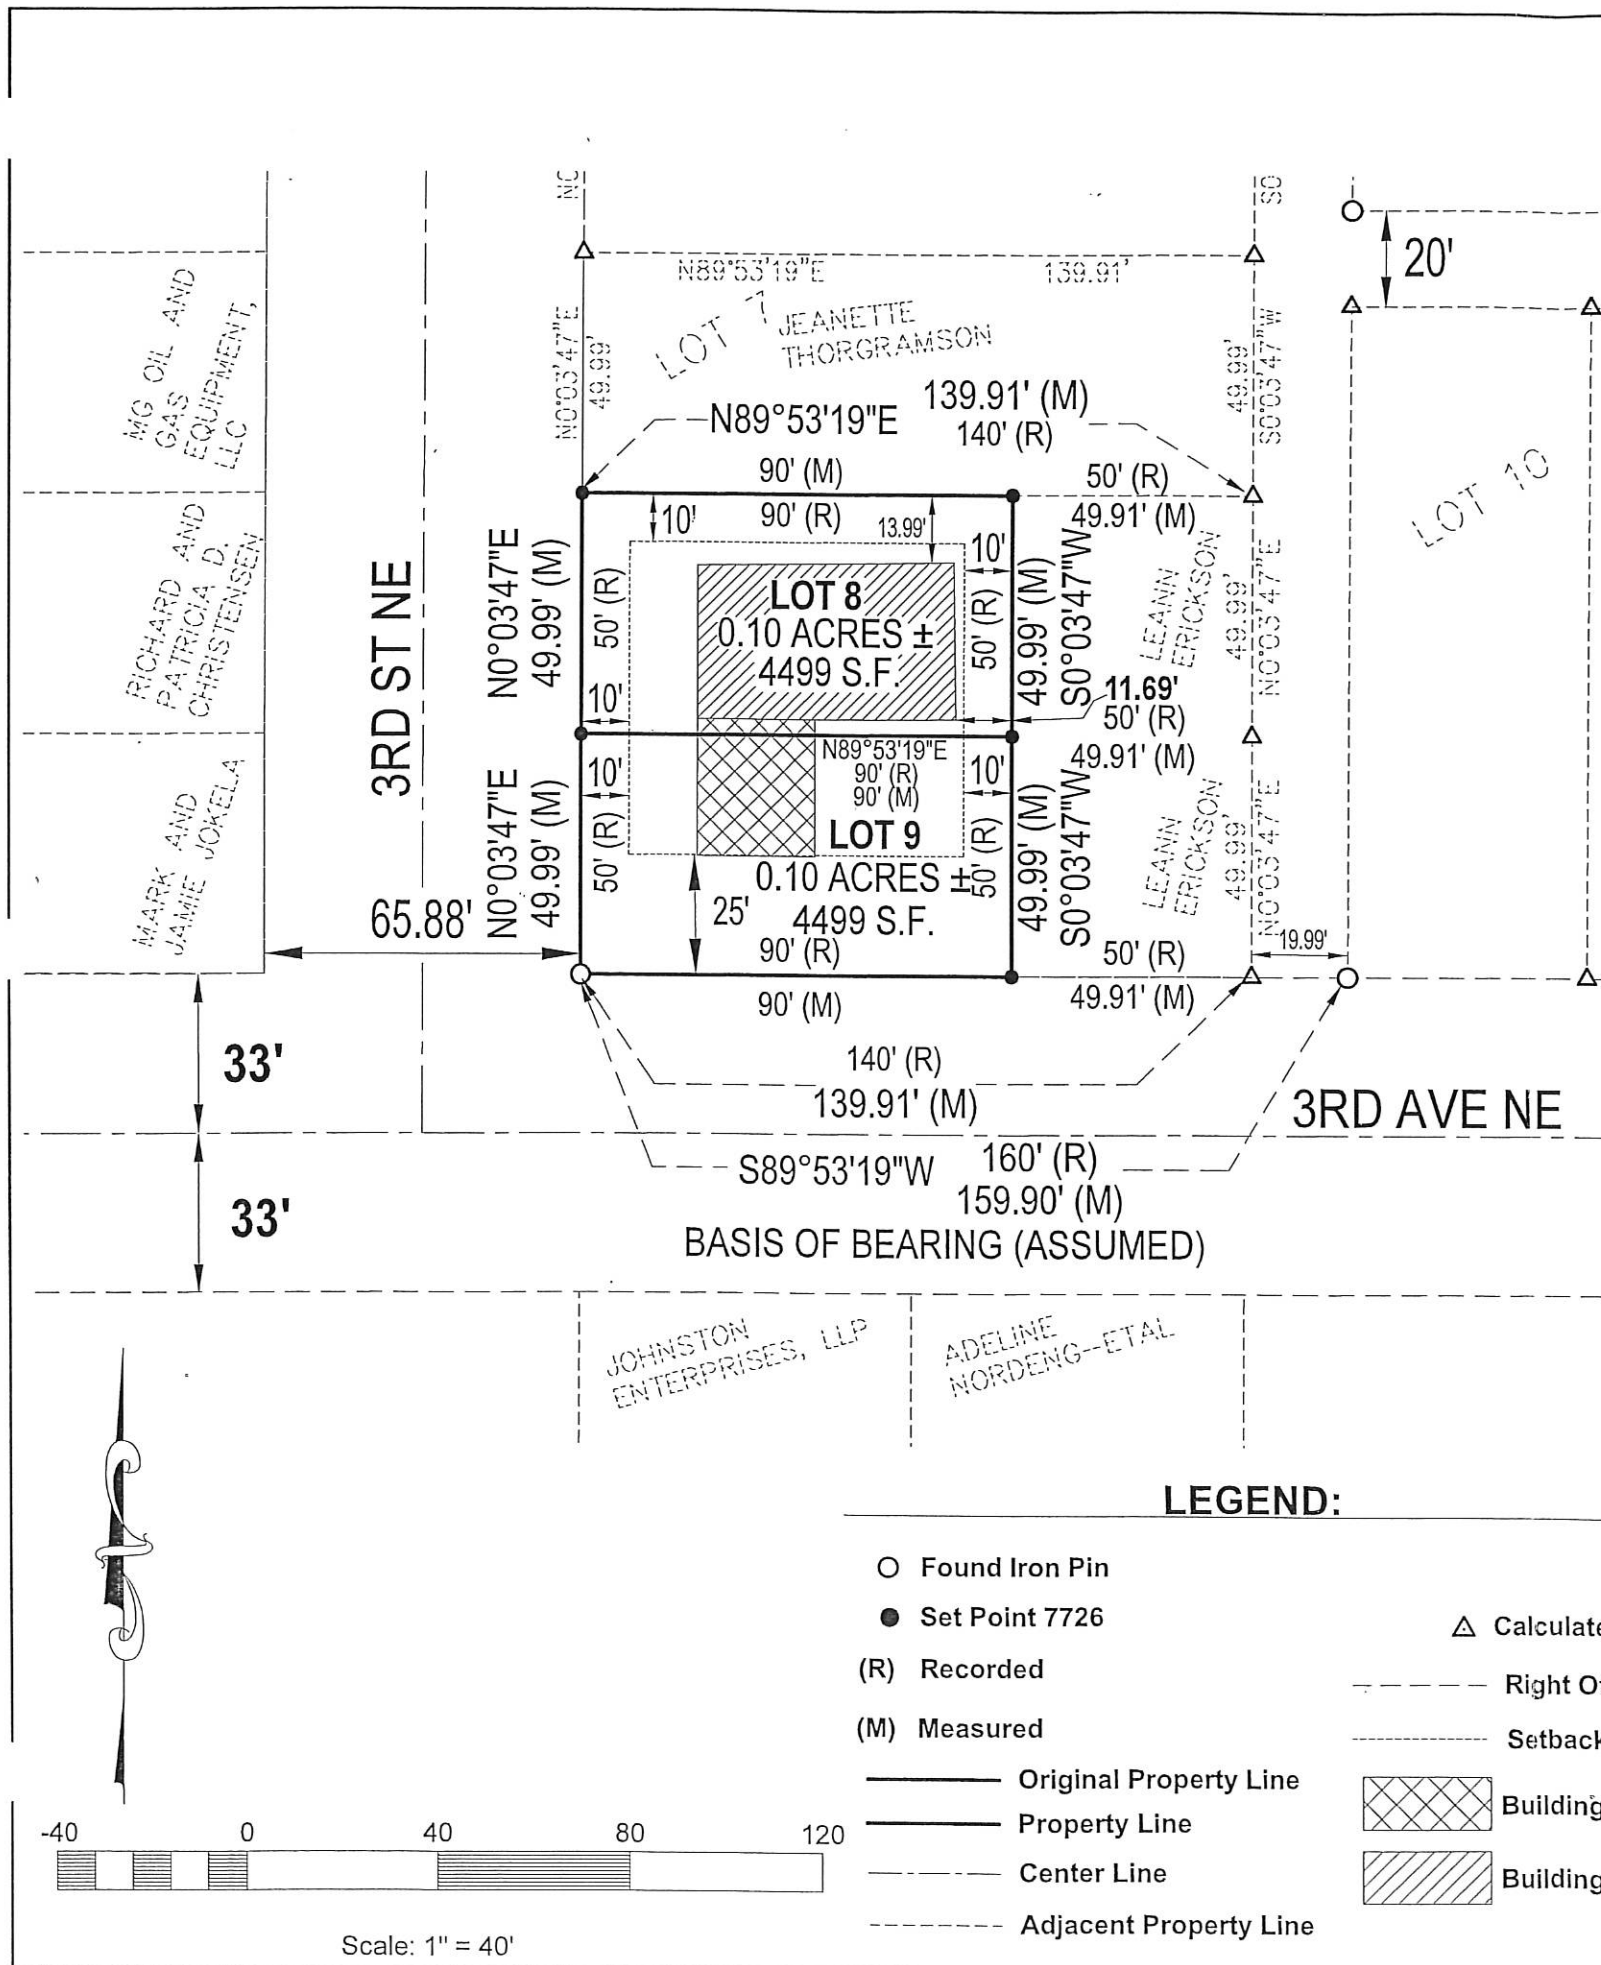 NO
SO
20'
N89°53'19"E
139.91'
LOT 7
JEANETTE
THORGRAMSON
MG OIL AND
GAS
EQUIPMENT,
LLC
N0°03'47"E
49.99'
49.99'
S0°03'47"W
139.91' (M)
N89°53'19"E
140' (R)
LOT 10
90' (M)
50' (R)
10'
90' (R)
13.99'
49.91' (M)
10'
RICHARD AND
PATRICIA D.
CHRISTENSEN
3RD ST NE
N0°03'47"E
49.99' (M)
50' (R)
LOT 8
0.10 ACRES ±
4499 S.F.
50' (R)
49.99' (M)
S0°03'47"W
LEANN
ERICKSON
49.99'
N0°03'47"E
10'
11.69'
50' (R)
49.91' (M)
N89°53'19"E
90' (R)
90' (M)
10'
10'
MARK AND
JAMIE JOKELA
N0°03'47"E
49.99' (M)
50' (R)
LOT 9
0.10 ACRES ±
4499 S.F.
50' (R)
49.99' (M)
S0°03'47"W
LEANN
ERICKSON
49.99'
N0°03'47"E
65.88'
25'
90' (R)
50' (R)
19.99'
90' (M)
49.91' (M)
33'
140' (R)
139.91' (M)
3RD AVE NE
S89°53'19"W
160' (R)
159.90' (M)
33'
BASIS OF BEARING (ASSUMED)
JOHNSTON
ENTERPRISES, LLP
ADELINE
NORDENG--ETAL
LEGEND:
Found Iron Pin
Set Point 7726
Calculate
(R) Recorded
Right Of
(M) Measured
Setback
Original Property Line
Building
Property Line
Center Line
Building
Adjacent Property Line
-40 0 40 80 120
Scale: 1" = 40'